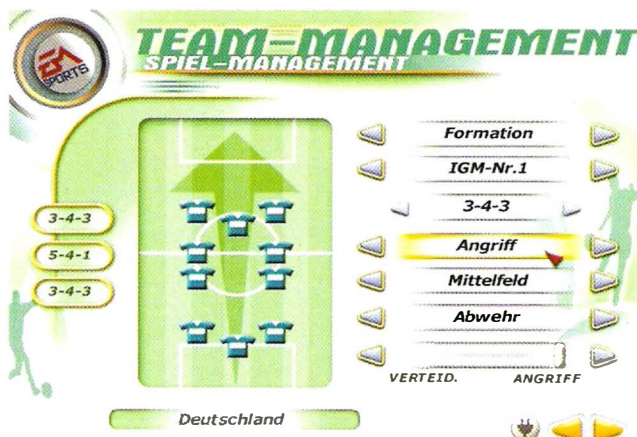 EA
SPORTS
TEAM-MANAGEMENT
SPIEL-MANAGEMENT
Formation
IGM-Nr.1
3-4-3
Angriff
Mittelfeld
Abwehr
VERTEID. ANGRIFF
3-4-3
5-4-1
3-4-3
Deutschland